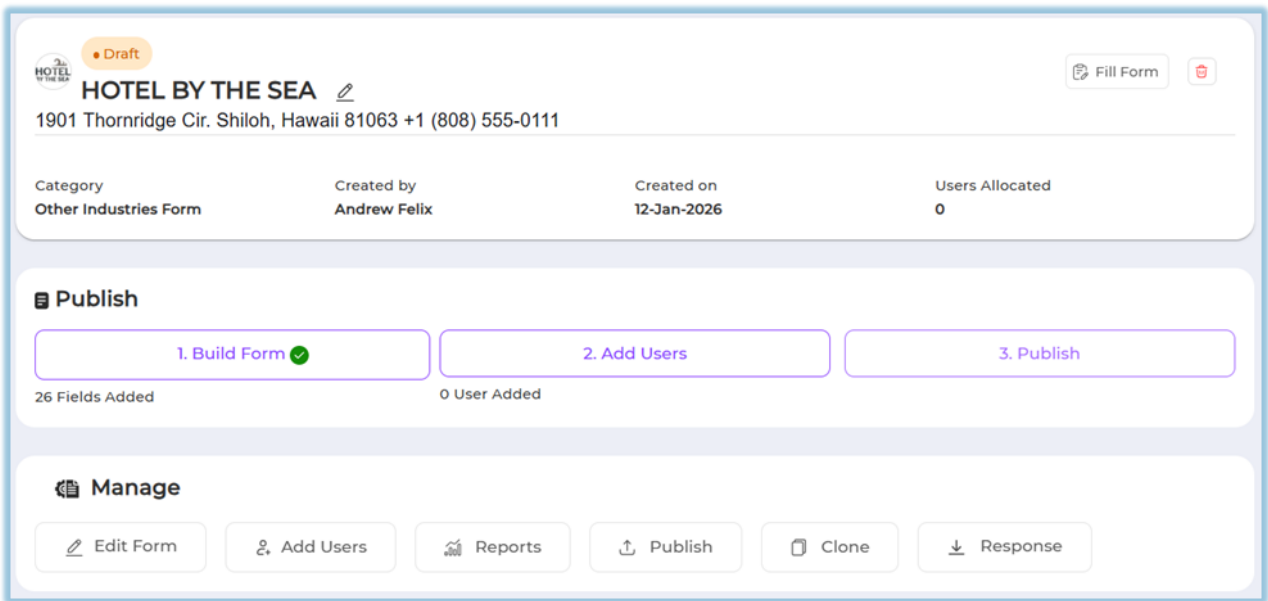 Draft
HOTEL
BY THE SEA
HOTEL BY THE SEA
Fill Form
1901 Thornridge Cir. Shiloh, Hawaii 81063 +1 (808) 555-0111
Category
Created by
Created on
Users Allocated
Other Industries Form
Andrew Felix
12-Jan-2026
0
Publish
1. Build Form
2. Add Users
3. Publish
26 Fields Added
0 User Added
Manage
Edit Form
Add Users
Reports
Publish
Clone
Response